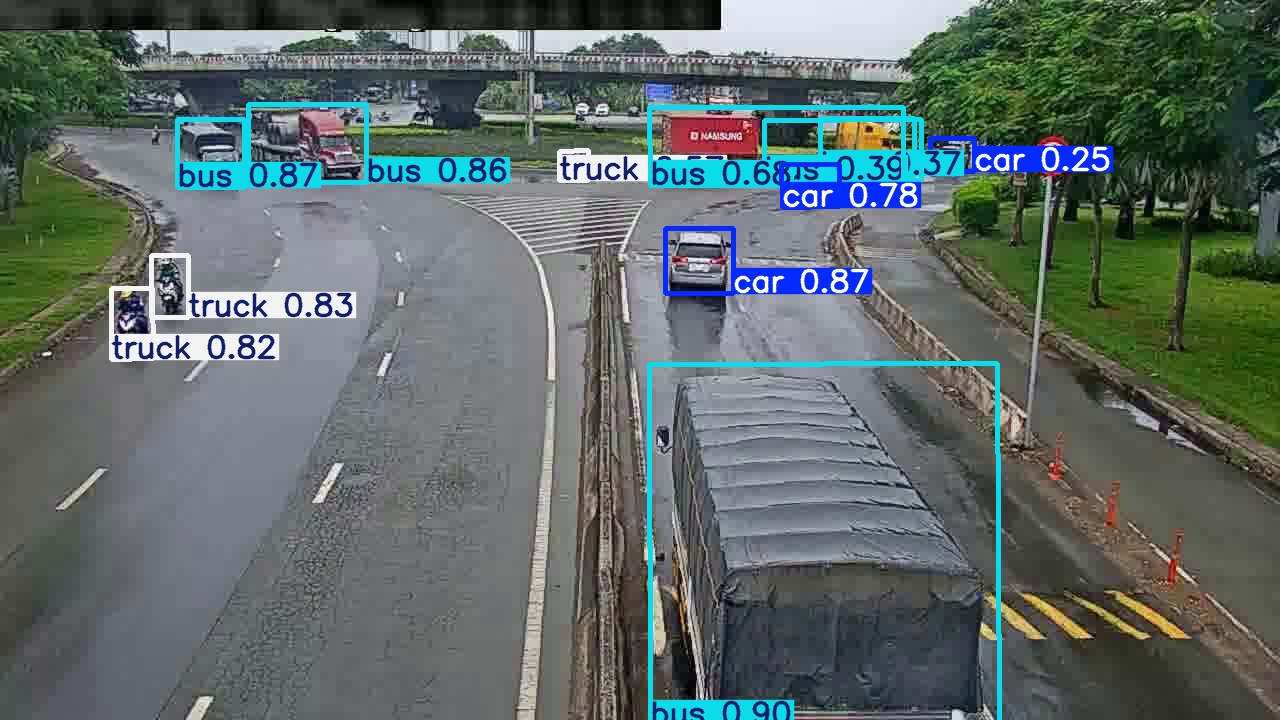 NAMSUNG
car 0.25
bus 0.87
bus 0.86
truck
bus 0.68
0.39
.37
car 0.78
car 0.87
truck 0.83
truck 0.82
bus 0.90